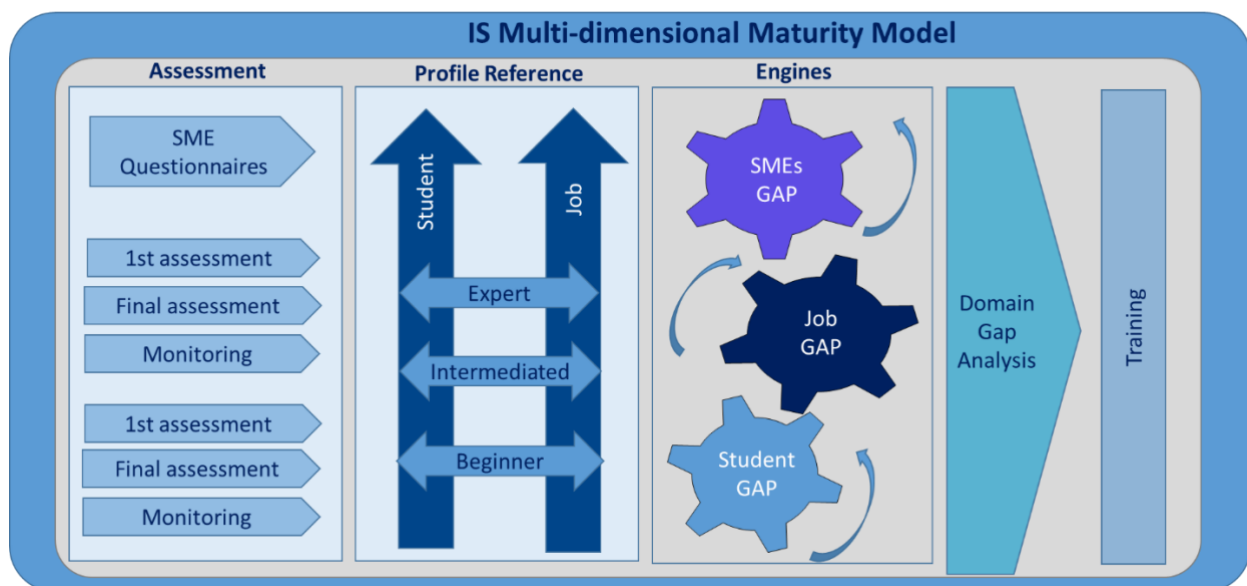 IS Multi-dimensional Maturity Model
Assessment
SME
Questionnaires
1st assessment
Final assessment
Monitoring
1st assessment
Final assessment
Monitoring
Profile Reference
Student
Job
Expert
Intermediated
Beginner
Engines
SMEs
GAP
Job
GAP
Student
GAP
Domain
Gap
Analysis
Training